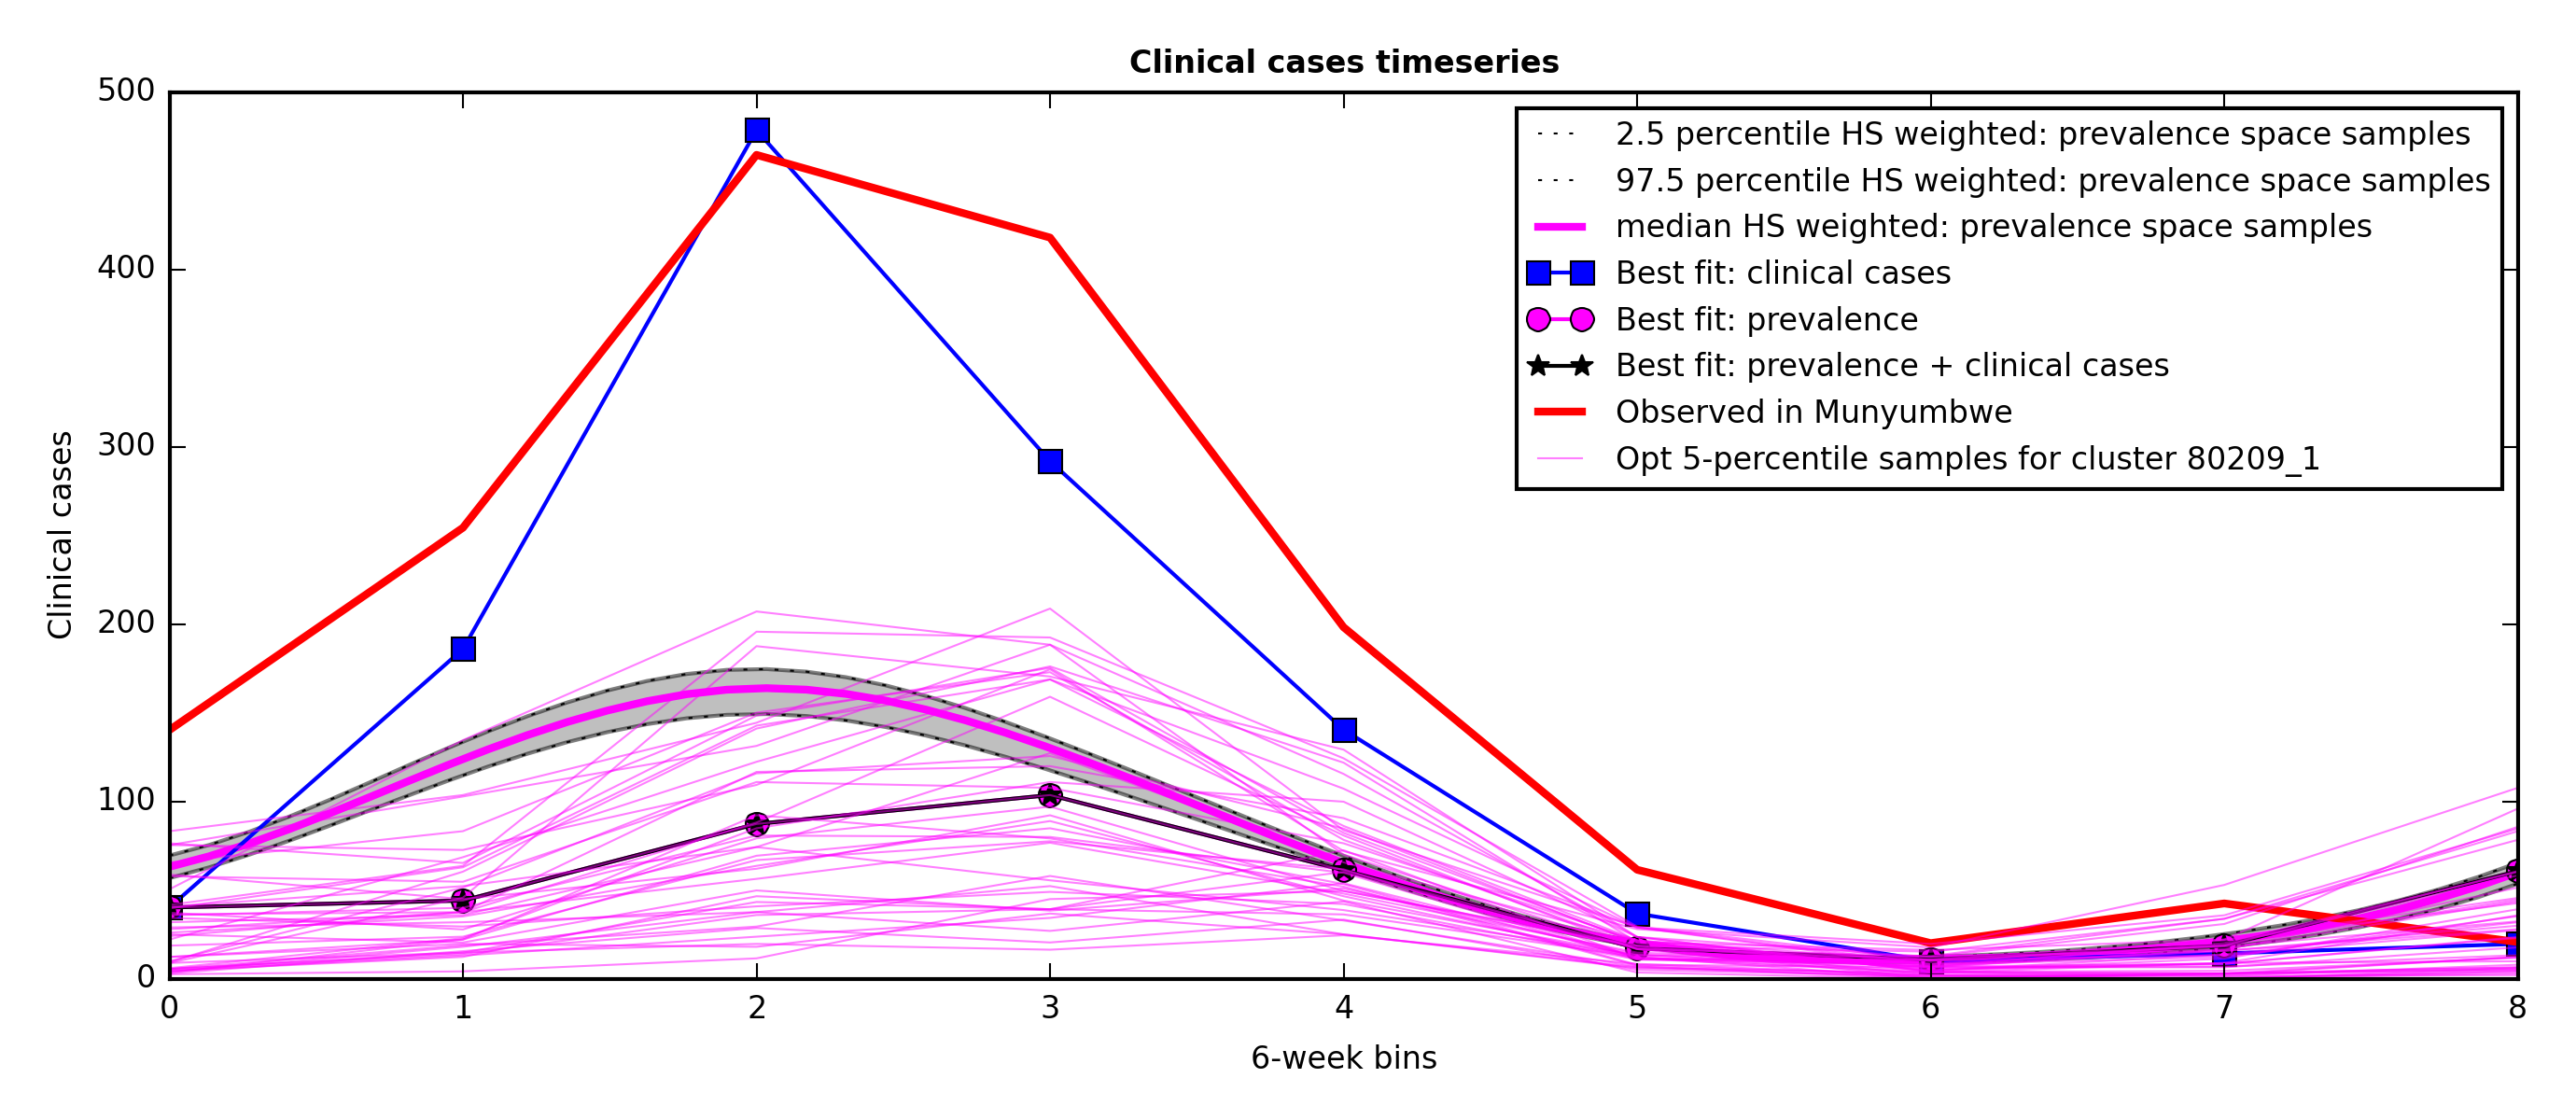 Clinical cases timeseries
500
400
300
200
100
0
Clinical cases
2.5 percentile HS weighted: prevalence space samples
97.5 percentile HS weighted: prevalence space samples
median HS weighted: prevalence space samples
Best fit: clinical cases
Best fit: prevalence
Best fit: prevalence + clinical cases
Observed in Munyumbwe
Opt 5-percentile samples for cluster 80209_1
0 1 2 3 4 5 6 7 8
6-week bins